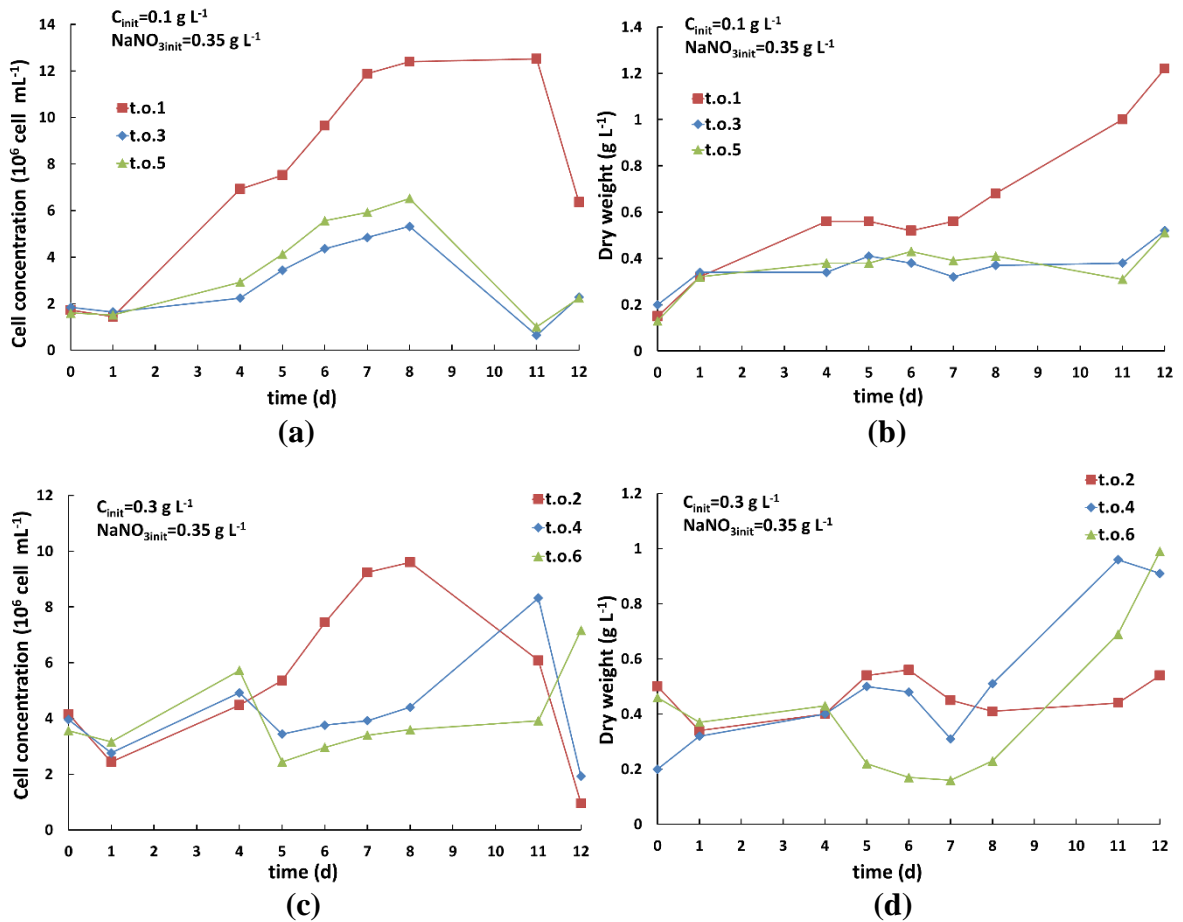 C_init=0.1 g L⁻¹
NaNO_3init=0.35 g L⁻¹
t.o.1
t.o.3
t.o.5
Cell concentration (10⁶ cell mL⁻¹)
14
12
10
8
6
4
2
0
0 1 2 3 4 5 6 7 8 9 10 11 12
time (d)
(a)
C_init=0.1 g L⁻¹
NaNO_3init=0.35 g L⁻¹
t.o.1
t.o.3
t.o.5
Dry weight (g L⁻¹)
1.4
1.2
1
0.8
0.6
0.4
0.2
0.0
0 1 2 3 4 5 6 7 8 9 10 11 12
time (d)
(b)
C_init=0.3 g L⁻¹
NaNO_3init=0.35 g L⁻¹
t.o.2
t.o.4
t.o.6
Cell concentration (10⁶ cell mL⁻¹)
12
10
8
6
4
2
0
0 1 2 3 4 5 6 7 8 9 10 11 12
time (d)
(c)
C_init=0.3 g L⁻¹
NaNO_3init=0.35 g L⁻¹
t.o.2
t.o.4
t.o.6
Dry weight (g L⁻¹)
1.2
1
0.8
0.6
0.4
0.2
0.0
0 1 2 3 4 5 6 7 8 9 10 11 12
time (d)
(d)